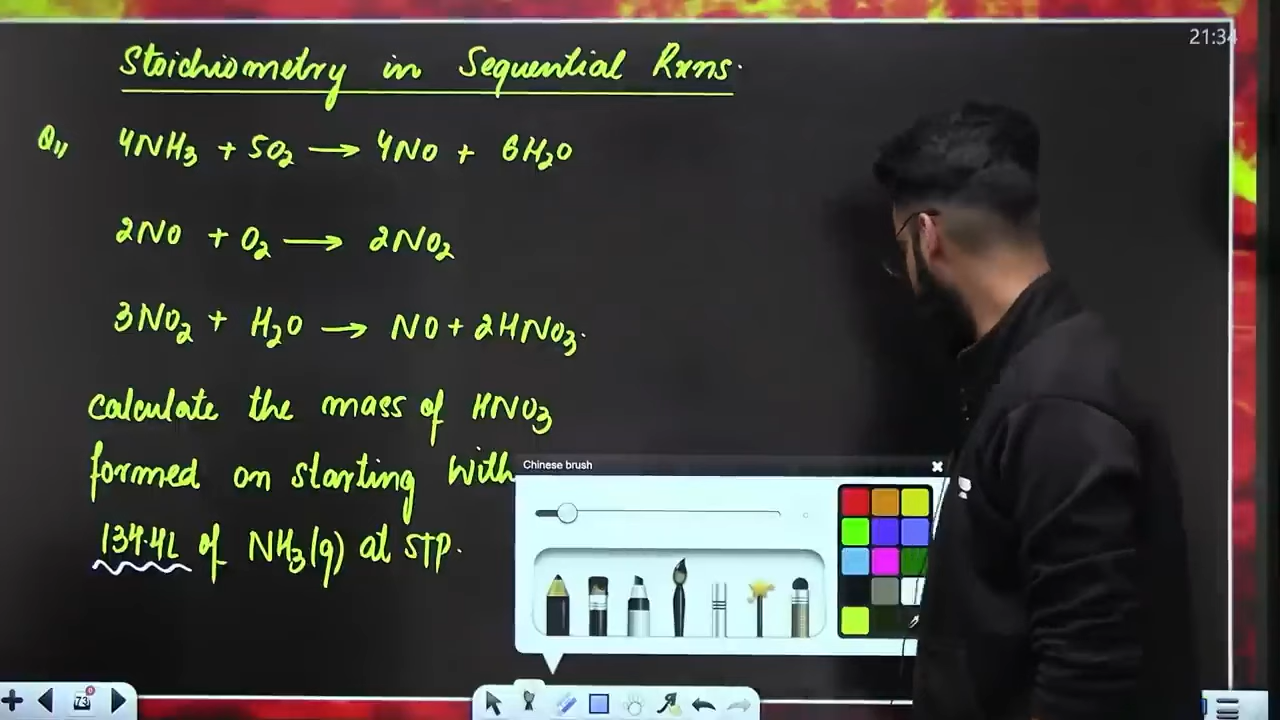 21:34
Stoichiometry in Sequential Rxns.
Q1, 4NH3 + 5O2 → 4NO + 6H2O
2NO + O2 → 2NO2
3NO2 + H2O → NO + 2HNO3.
calculate the mass of HNO3
formed on starting with
134.4L of NH3(g) at STP.
Chinese brush
73